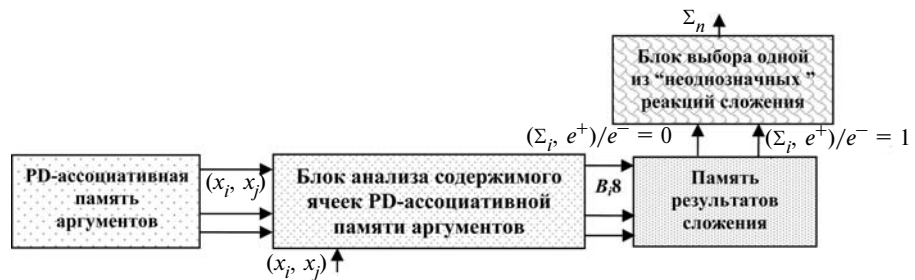 Σₙ
Блок выбора одной
из “неоднозначных”
реакций сложения
(Σᵢ, e⁺)/e⁻ = 0
(Σᵢ, e⁺)/e⁻ = 1
PD-ассоциативная
память
аргументов
(xᵢ, xⱼ)
Блок анализа содержимого
ячеек PD-ассоциативной
памяти аргументов
Bᵢ8
Память
результатов
сложения
(xᵢ, xⱼ)